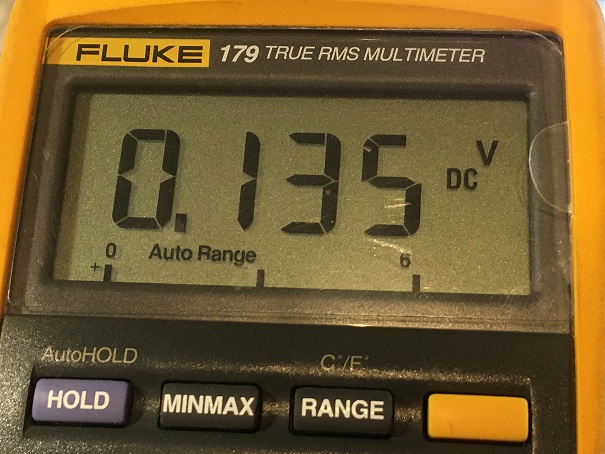 FLUKE 179 TRUE RMS MULTIMETER
0.135 DC V
0 Auto Range 6
+
AutoHOLD C°/F°
HOLD MINMAX RANGE